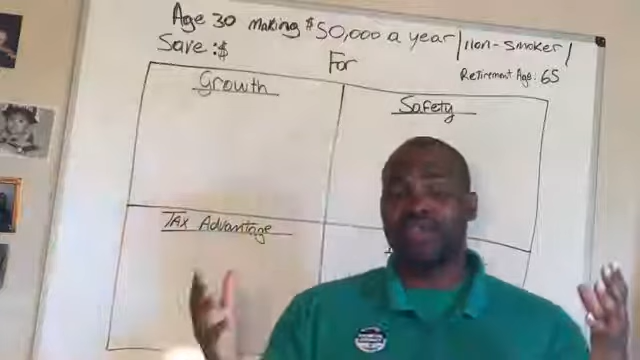 Age 30 making $50,000 a year/non-smoker/
Save:$ For
Retirement Age: 65
Growth
Safety
TAX Advantage